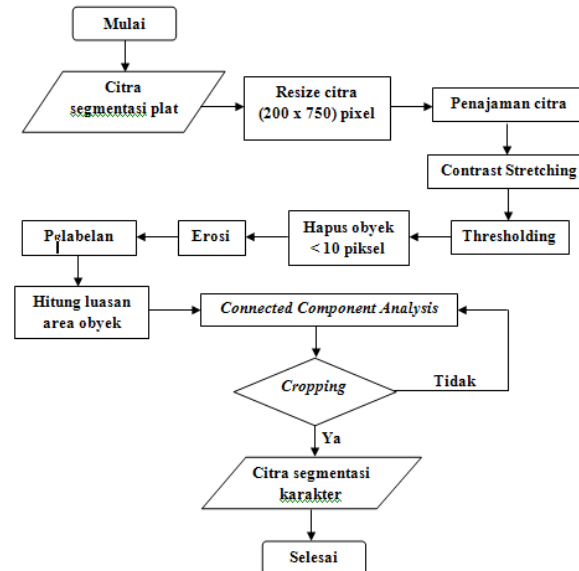 Mulai
Citra
segmentasi plat
Resize citra
(200 x 750) pixel
Penajaman citra
Contrast Stretching
Thresholding
Hapus obyek
< 10 piksel
Erosi
Pelabelan
Hitung luasan
area obyek
Connected Component Analysis
Cropping
Tidak
Ya
Citra segmentasi
karakter
Selesai